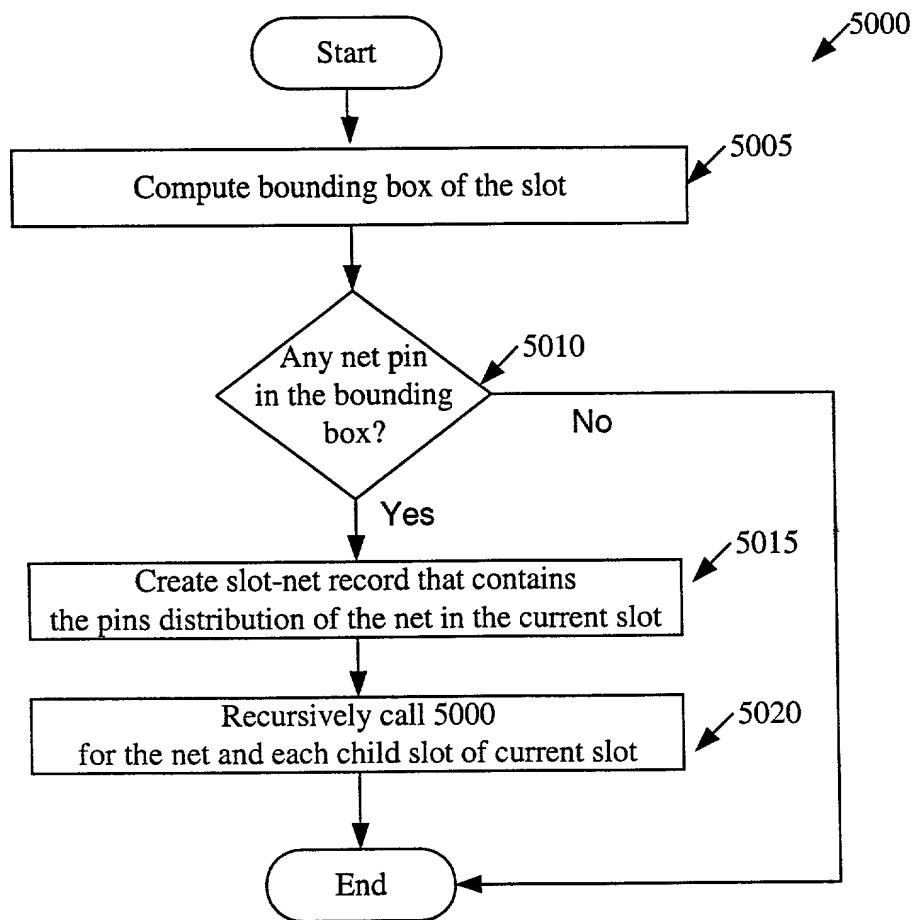 5000
Start
5005
Compute bounding box of the slot
5010
Any net pin
in the bounding
box?
No
Yes
5015
Create slot-net record that contains
the pins distribution of the net in the current slot
5020
Recursively call 5000
for the net and each child slot of current slot
End